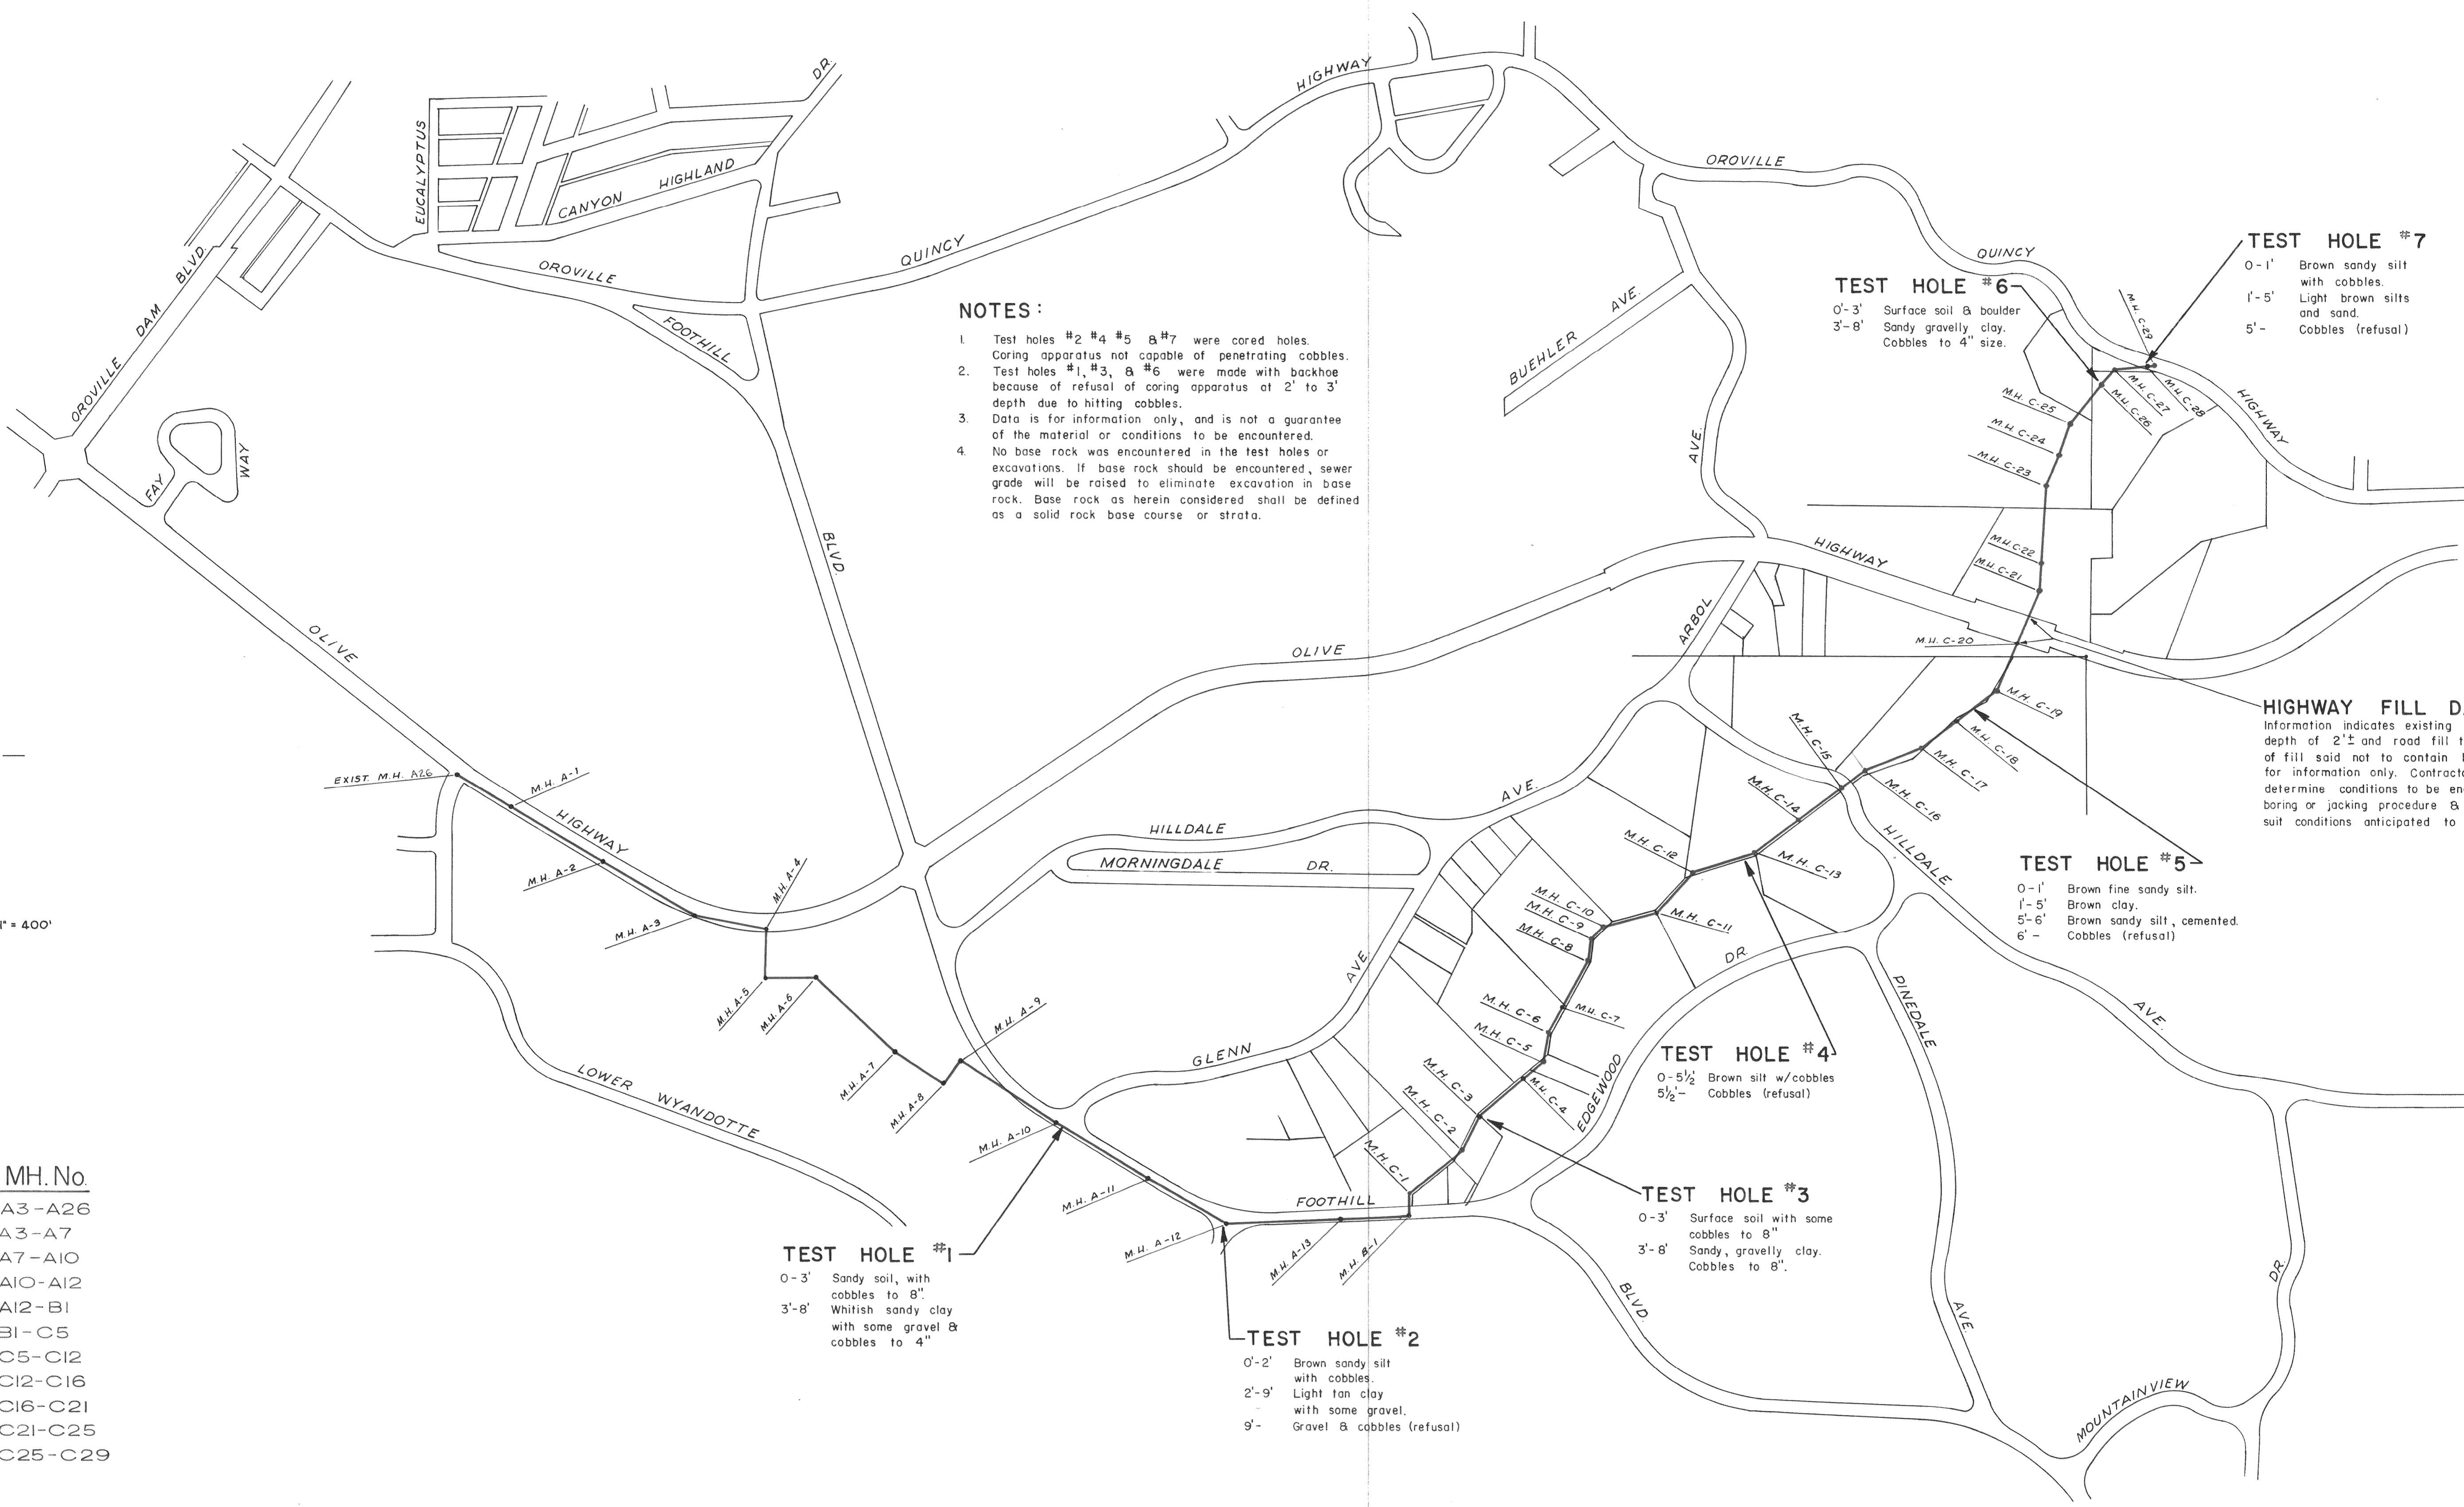 DR.
HIGHWAY
EUCALYPTUS
CANYON HIGHLAND
OROVILLE
QUINCY
OROVILLE DAM BLVD.
OROVILLE
FOOTHILL
BLVD.
FAY WAY
BUEHLER AVE.
AVE.
QUINCY
HIGHWAY
NOTES:
1. Test holes #2 #4 #5 & #7 were cored holes.
Coring apparatus not capable of penetrating cobbles.
2. Test holes #1, #3, & #6 were made with backhoe
because of refusal of coring apparatus at 2' to 3'
depth due to hitting cobbles.
3. Data is for information only, and is not a guarantee
of the material or conditions to be encountered.
4. No base rock was encountered in the test holes or
excavations. If base rock should be encountered, sewer
grade will be raised to eliminate excavation in base
rock. Base rock as herein considered shall be defined
as a solid rock base course or strata.
TEST HOLE #7
0-1' Brown sandy silt
with cobbles.
1'-5' Light brown silts
and sand.
5'- Cobbles (refusal)
TEST HOLE #6
0'-3' Surface soil & boulder
3'-8' Sandy gravelly clay.
Cobbles to 4" size.
M.H. C-29
M.H. C-28
M.H. C-27
M.H. C-26
M.H. C-25
M.H. C-24
M.H. C-23
M.H. C-22
M.H. C-21
M.H. C-20
M.H. C-19
M.H. C-18
M.H. C-17
M.H. C-16
M.H. C-15
M.H. C-14
M.H. C-13
M.H. C-12
M.H. C-11
M.H. C-10
M.H. C-9
M.H. C-8
M.H. C-7
M.H. C-6
M.H. C-5
M.H. C-4
M.H. C-3
M.H. C-2
M.H. C-1
HIGHWAY
OLIVE
ARBOL
AVE.
OLIVE
HIGHWAY
HILLDALE
MORNINGDALE DR.
GLENN AVE.
HILLDALE
AVE.
PINEDALE
AVE.
EDGEWOOD
DR.
DR.
MOUNTAINVIEW
FOOTHILL
BLVD.
LOWER WYANDOTTE
EXIST. M.H. A26
M.H. A-1
M.H. A-2
M.H. A-3
M.H. A-4
M.H. A-5
M.H. A-6
M.H. A-7
M.H. A-8
M.H. A-9
M.H. A-10
M.H. A-11
M.H. A-12
M.H. A-13
M.H. B-1
HIGHWAY FILL D
Information indicates existing
depth of 2'± and road fill
of fill said not to contain
for information only.
determine conditions to be
boring or jacking procedure &
suit conditions anticipated to
TEST HOLE #5
0-1' Brown fine sandy silt.
1'-5' Brown clay.
5'-6' Brown sandy silt, cemented.
6'- Cobbles (refusal)
TEST HOLE #4
0-5½' Brown silt w/cobbles
5½'- Cobbles (refusal)
TEST HOLE #3
0-3' Surface soil with some
cobbles to 8"
3'-8' Sandy, gravelly clay.
Cobbles to 8".
TEST HOLE #1
0-3' Sandy soil, with
cobbles to 8".
3'-8' Whitish sandy clay
with some gravel &
cobbles to 4"
TEST HOLE #2
0'-2' Brown sandy silt
with cobbles.
2'-9' Light tan clay
with some gravel.
9'- Gravel & cobbles (refusal)
1" = 400'
MH. No.
A3-A26
A3-A7
A7-A10
A10-A12
A12-B1
B1-C5
C5-C12
C12-C16
C16-C21
C21-C25
C25-C29